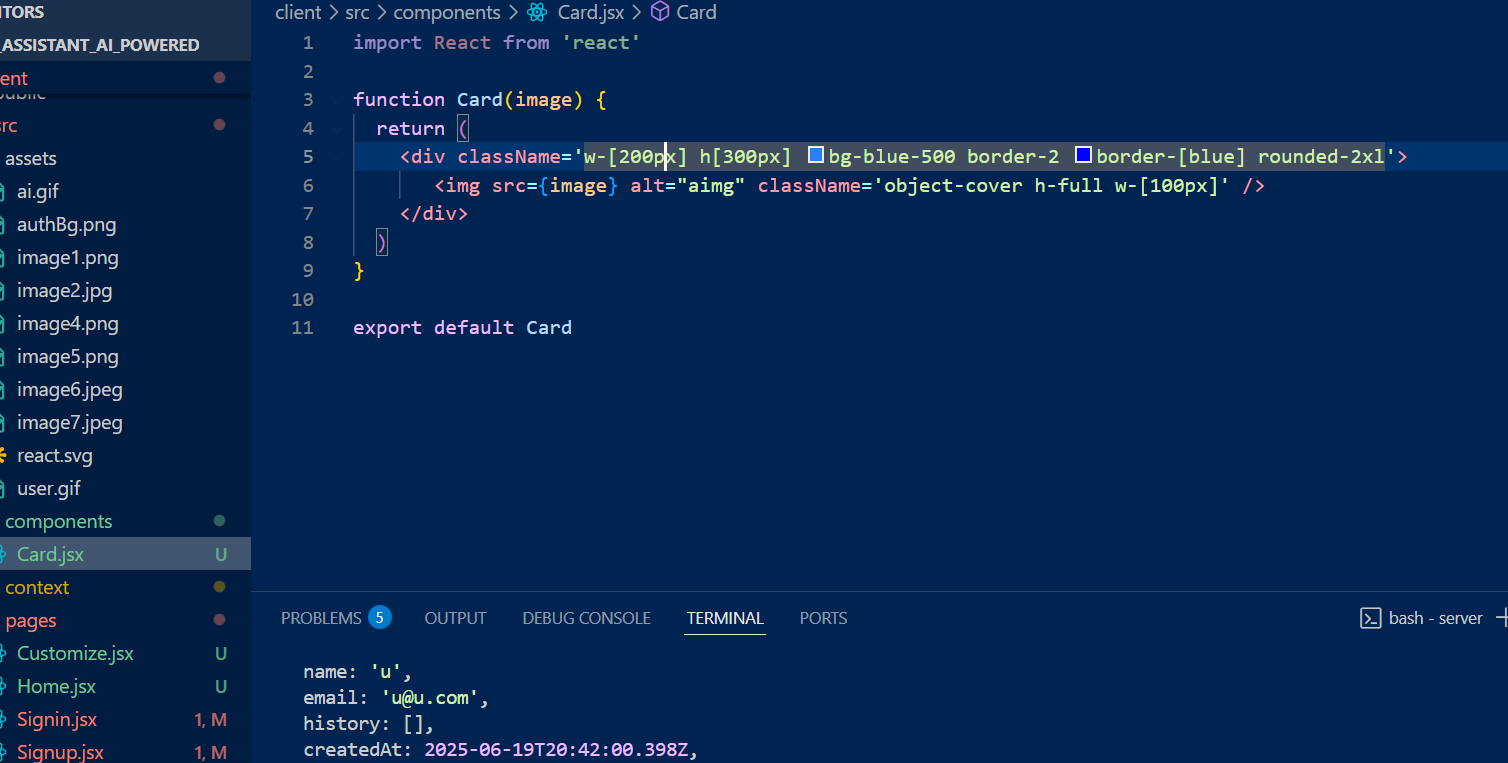 ITORS
_ASSISTANT_AI_POWERED
ent
public
src
assets
ai.gif
authBg.png
image1.png
image2.jpg
image4.png
image5.png
image6.jpeg
image7.jpeg
react.svg
user.gif
components
Card.jsx U
context
pages
Customize.jsx U
Home.jsx U
Signin.jsx 1, M
Signup.jsx 1, M
client > src > components > Card.jsx > Card
1 import React from 'react'
2
3 function Card(image) {
4 return (
5 <div className='w-[200px] h[300px] bg-blue-500 border-2 border-[blue] rounded-2xl'>
6 <img src={image} alt="aimg" className='object-cover h-full w-[100px]' />
7 </div>
8 )
9 }
10
11 export default Card
PROBLEMS 5 OUTPUT DEBUG CONSOLE TERMINAL PORTS bash - server
name: 'u',
email: 'u@u.com',
history: [],
createdAt: 2025-06-19T20:42:00.398Z,